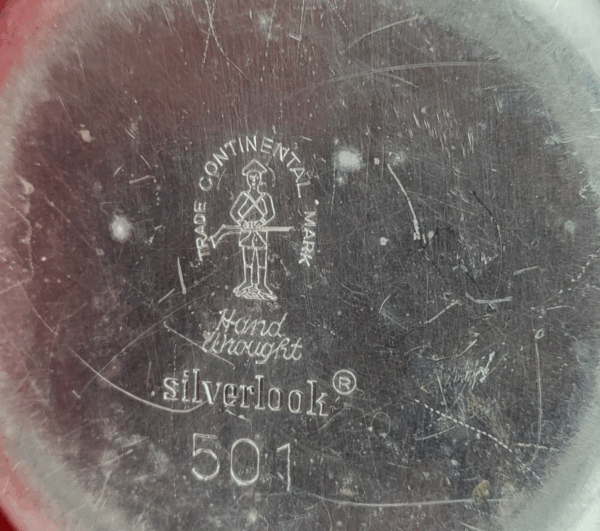 TRADE CONTINENTAL MARK
Hand
Wrought
silverlook®
501